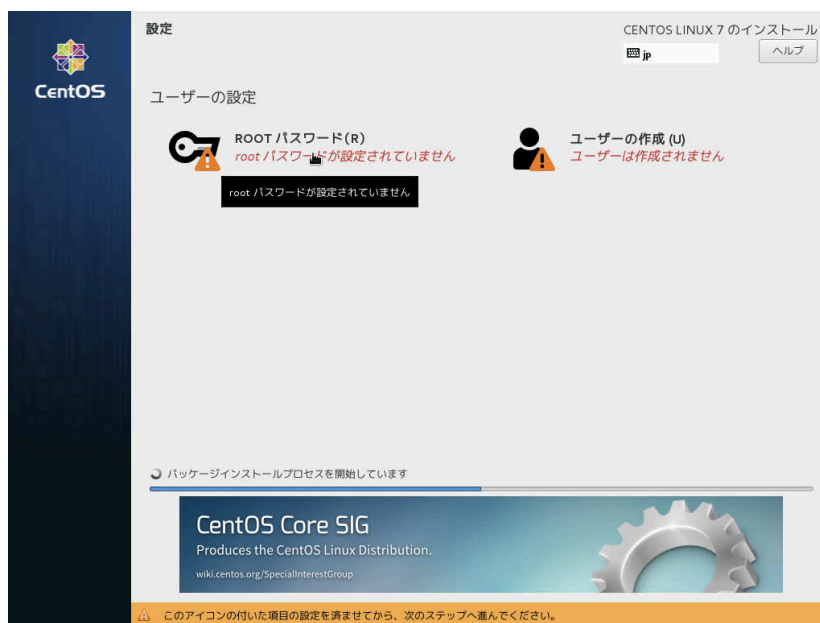 設定
CENTOS LINUX 7 のインストール
jp
ヘルプ
CentOS
ユーザーの設定
ROOT パスワード(R)
root パスワードが設定されていません
ユーザーの作成 (U)
ユーザーは作成されません
root パスワードが設定されていません
パッケージインストールプロセスを開始しています
CentOS Core SIG
Produces the CentOS Linux Distribution.
wiki.centos.org/SpecialInterestGroup
このアイコンの付いた項目の設定を済ませてから、次のステップへ進んでください。